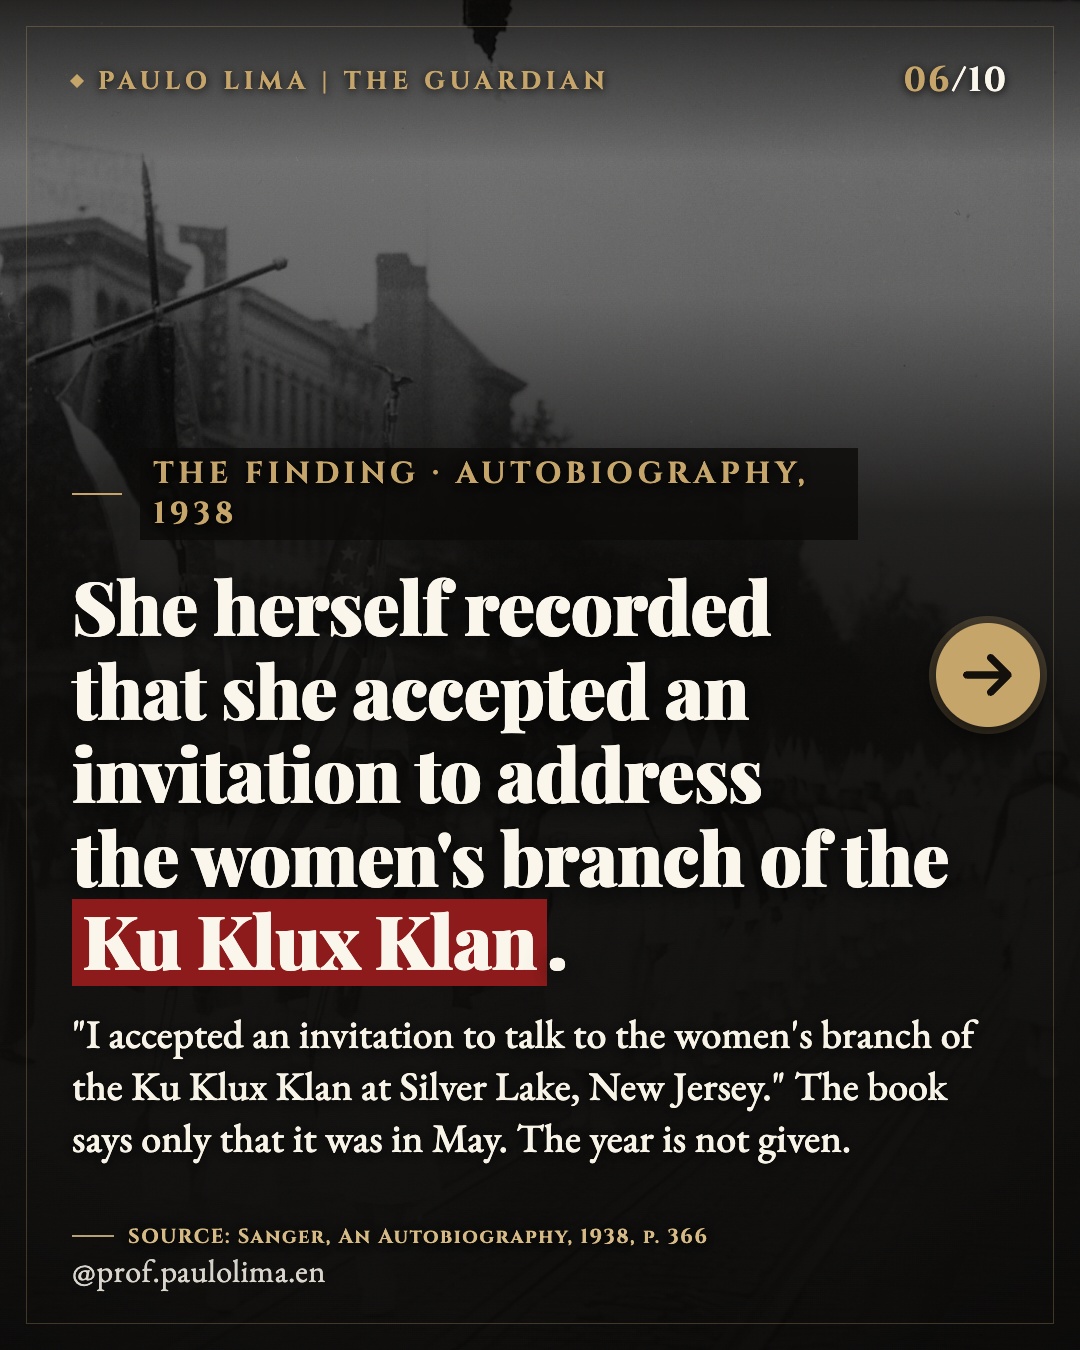 ◆ PAULO LIMA | THE GUARDIAN
06/10
THE FINDING · AUTOBIOGRAPHY,
1938
She herself recorded
that she accepted an
invitation to address
the women's branch of the
Ku Klux Klan.
"I accepted an invitation to talk to the women's branch of
the Ku Klux Klan at Silver Lake, New Jersey." The book
says only that it was in May. The year is not given.
SOURCE: Sanger, An Autobiography, 1938, p. 366
@prof.paulolima.en